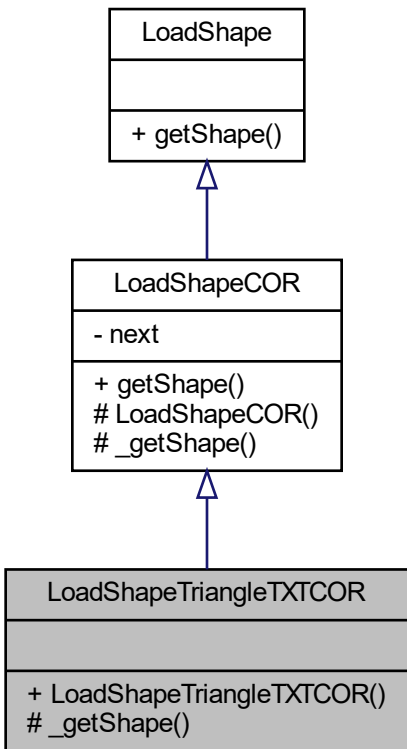 LoadShape
+ getShape()
LoadShapeCOR
- next
+ getShape()
# LoadShapeCOR()
# _getShape()
LoadShapeTriangleTXTCOR
+ LoadShapeTriangleTXTCOR()
# _getShape()